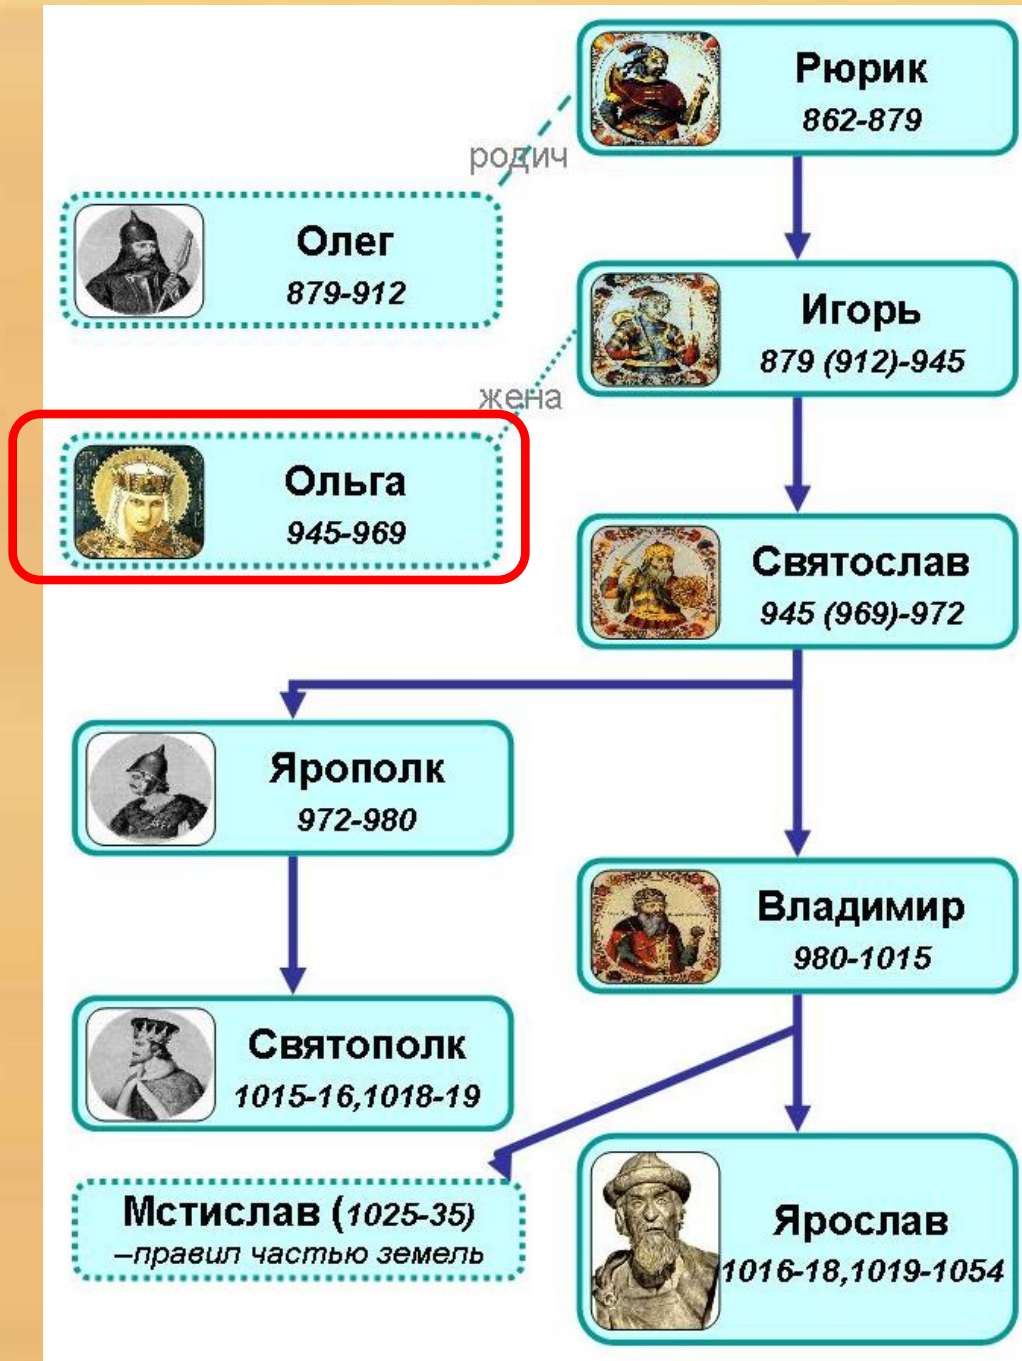 Рюрик
862-879
родич
Олег
879-912
Игорь
879 (912)-945
жена
Ольга
945-969
Святослав
945 (969)-972
Ярополк
972-980
Владимир
980-1015
Святополк
1015-16,1018-19
Мстислав (1025-35)
–правил частью земель
Ярослав
1016-18,1019-1054